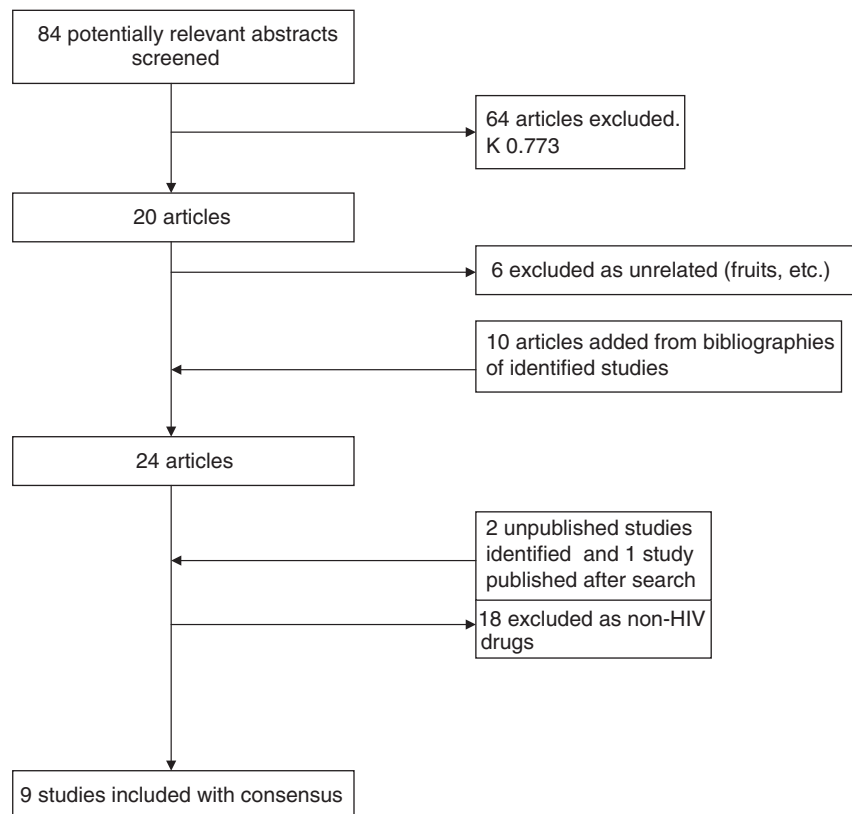 84 potentially relevant abstracts
screened
64 articles excluded.
K 0.773
20 articles
6 excluded as unrelated (fruits, etc.)
10 articles added from bibliographies
of identified studies
24 articles
2 unpublished studies
identified and 1 study
published after search
18 excluded as non-HIV
drugs
9 studies included with consensus